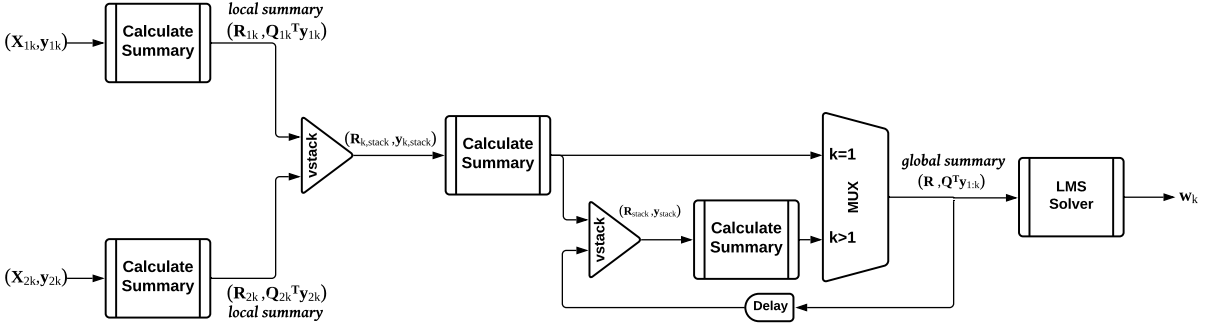 local summary
(R1k ,Q1kᵀy1k)
(X1k,y1k)
Calculate
Summary
vstack
(Rk,stack ,yk,stack)
Calculate
Summary
(X2k,y2k)
Calculate
Summary
(R2k ,Q2kᵀy2k)
local summary
vstack
(Rstack ,ystack)
Calculate
Summary
k=1
MUX
k>1
Delay
global summary
(R ,Qᵀy1:k)
LMS
Solver
wk